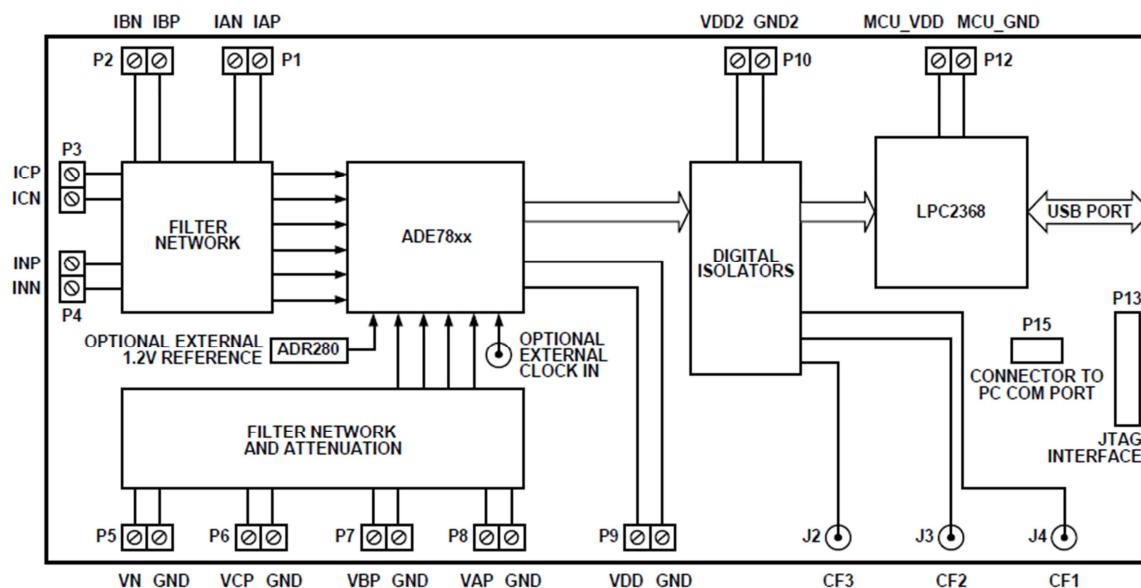 IBN IBP IAN IAP VDD2 GND2 MCU_VDD MCU_GND
P2 P1 P10 P12
P3
ICP
ICN
INP
INN
P4
FILTER
NETWORK
ADE78xx
DIGITAL
ISOLATORS
LPC2368
USB PORT
P13
P15
CONNECTOR TO
PC COM PORT
JTAG
INTERFACE
OPTIONAL EXTERNAL
1.2V REFERENCE
ADR280
OPTIONAL
EXTERNAL
CLOCK IN
FILTER NETWORK
AND ATTENUATION
P5 P6 P7 P8 P9 J2 J3 J4
VN GND VCP GND VBP GND VAP GND VDD GND CF3 CF2 CF1